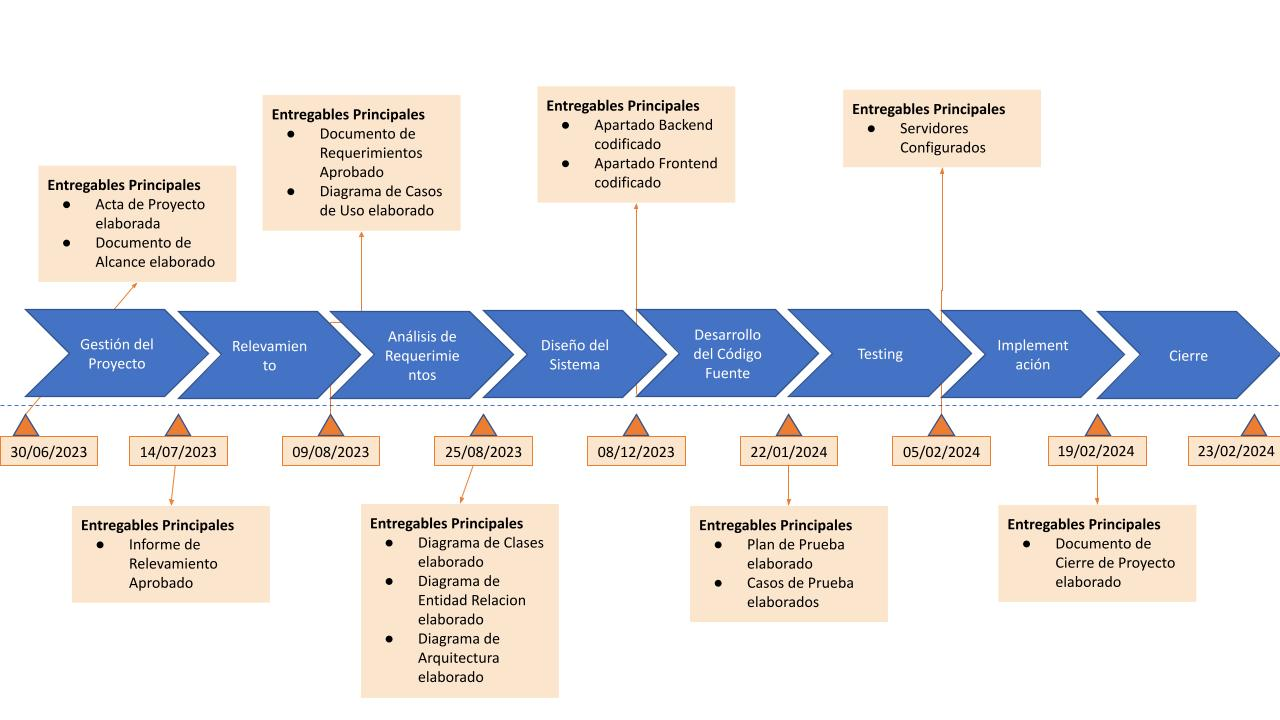 Entregables Principales
● Acta de Proyecto
elaborada
● Documento de
Alcance elaborado
Entregables Principales
● Documento de
Requerimientos
Aprobado
● Diagrama de Casos
de Uso elaborado
Entregables Principales
● Apartado Backend
codificado
● Apartado Frontend
codificado
Entregables Principales
● Servidores
Configurados
Gestión del
Proyecto
Relevamien
to
Análisis de
Requerimie
ntos
Diseño del
Sistema
Desarrollo
del Código
Fuente
Testing
Implement
ación
Cierre
30/06/2023
14/07/2023
09/08/2023
25/08/2023
08/12/2023
22/01/2024
05/02/2024
19/02/2024
23/02/2024
Entregables Principales
● Informe de
Relevamiento
Aprobado
Entregables Principales
● Diagrama de Clases
elaborado
● Diagrama de
Entidad Relacion
elaborado
● Diagrama de
Arquitectura
elaborado
Entregables Principales
● Plan de Prueba
elaborado
● Casos de Prueba
elaborados
Entregables Principales
● Documento de
Cierre de Proyecto
elaborado